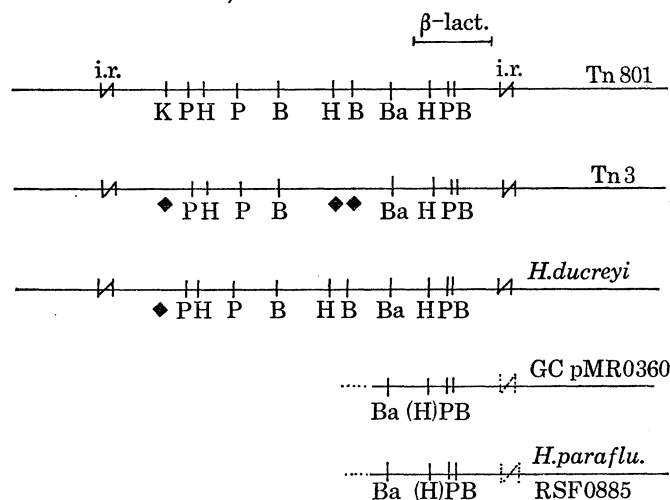 β-lact.
i.r. i.r. Tn 801
K P H P B H B Ba H P B
Tn 3
◆ P H P B ◆ ◆ Ba H P B
H.ducreyi
◆ P H P B H B Ba H P B
GC pMR0360
Ba (H) P B
H.paraflu.
Ba (H) P B RSF0885